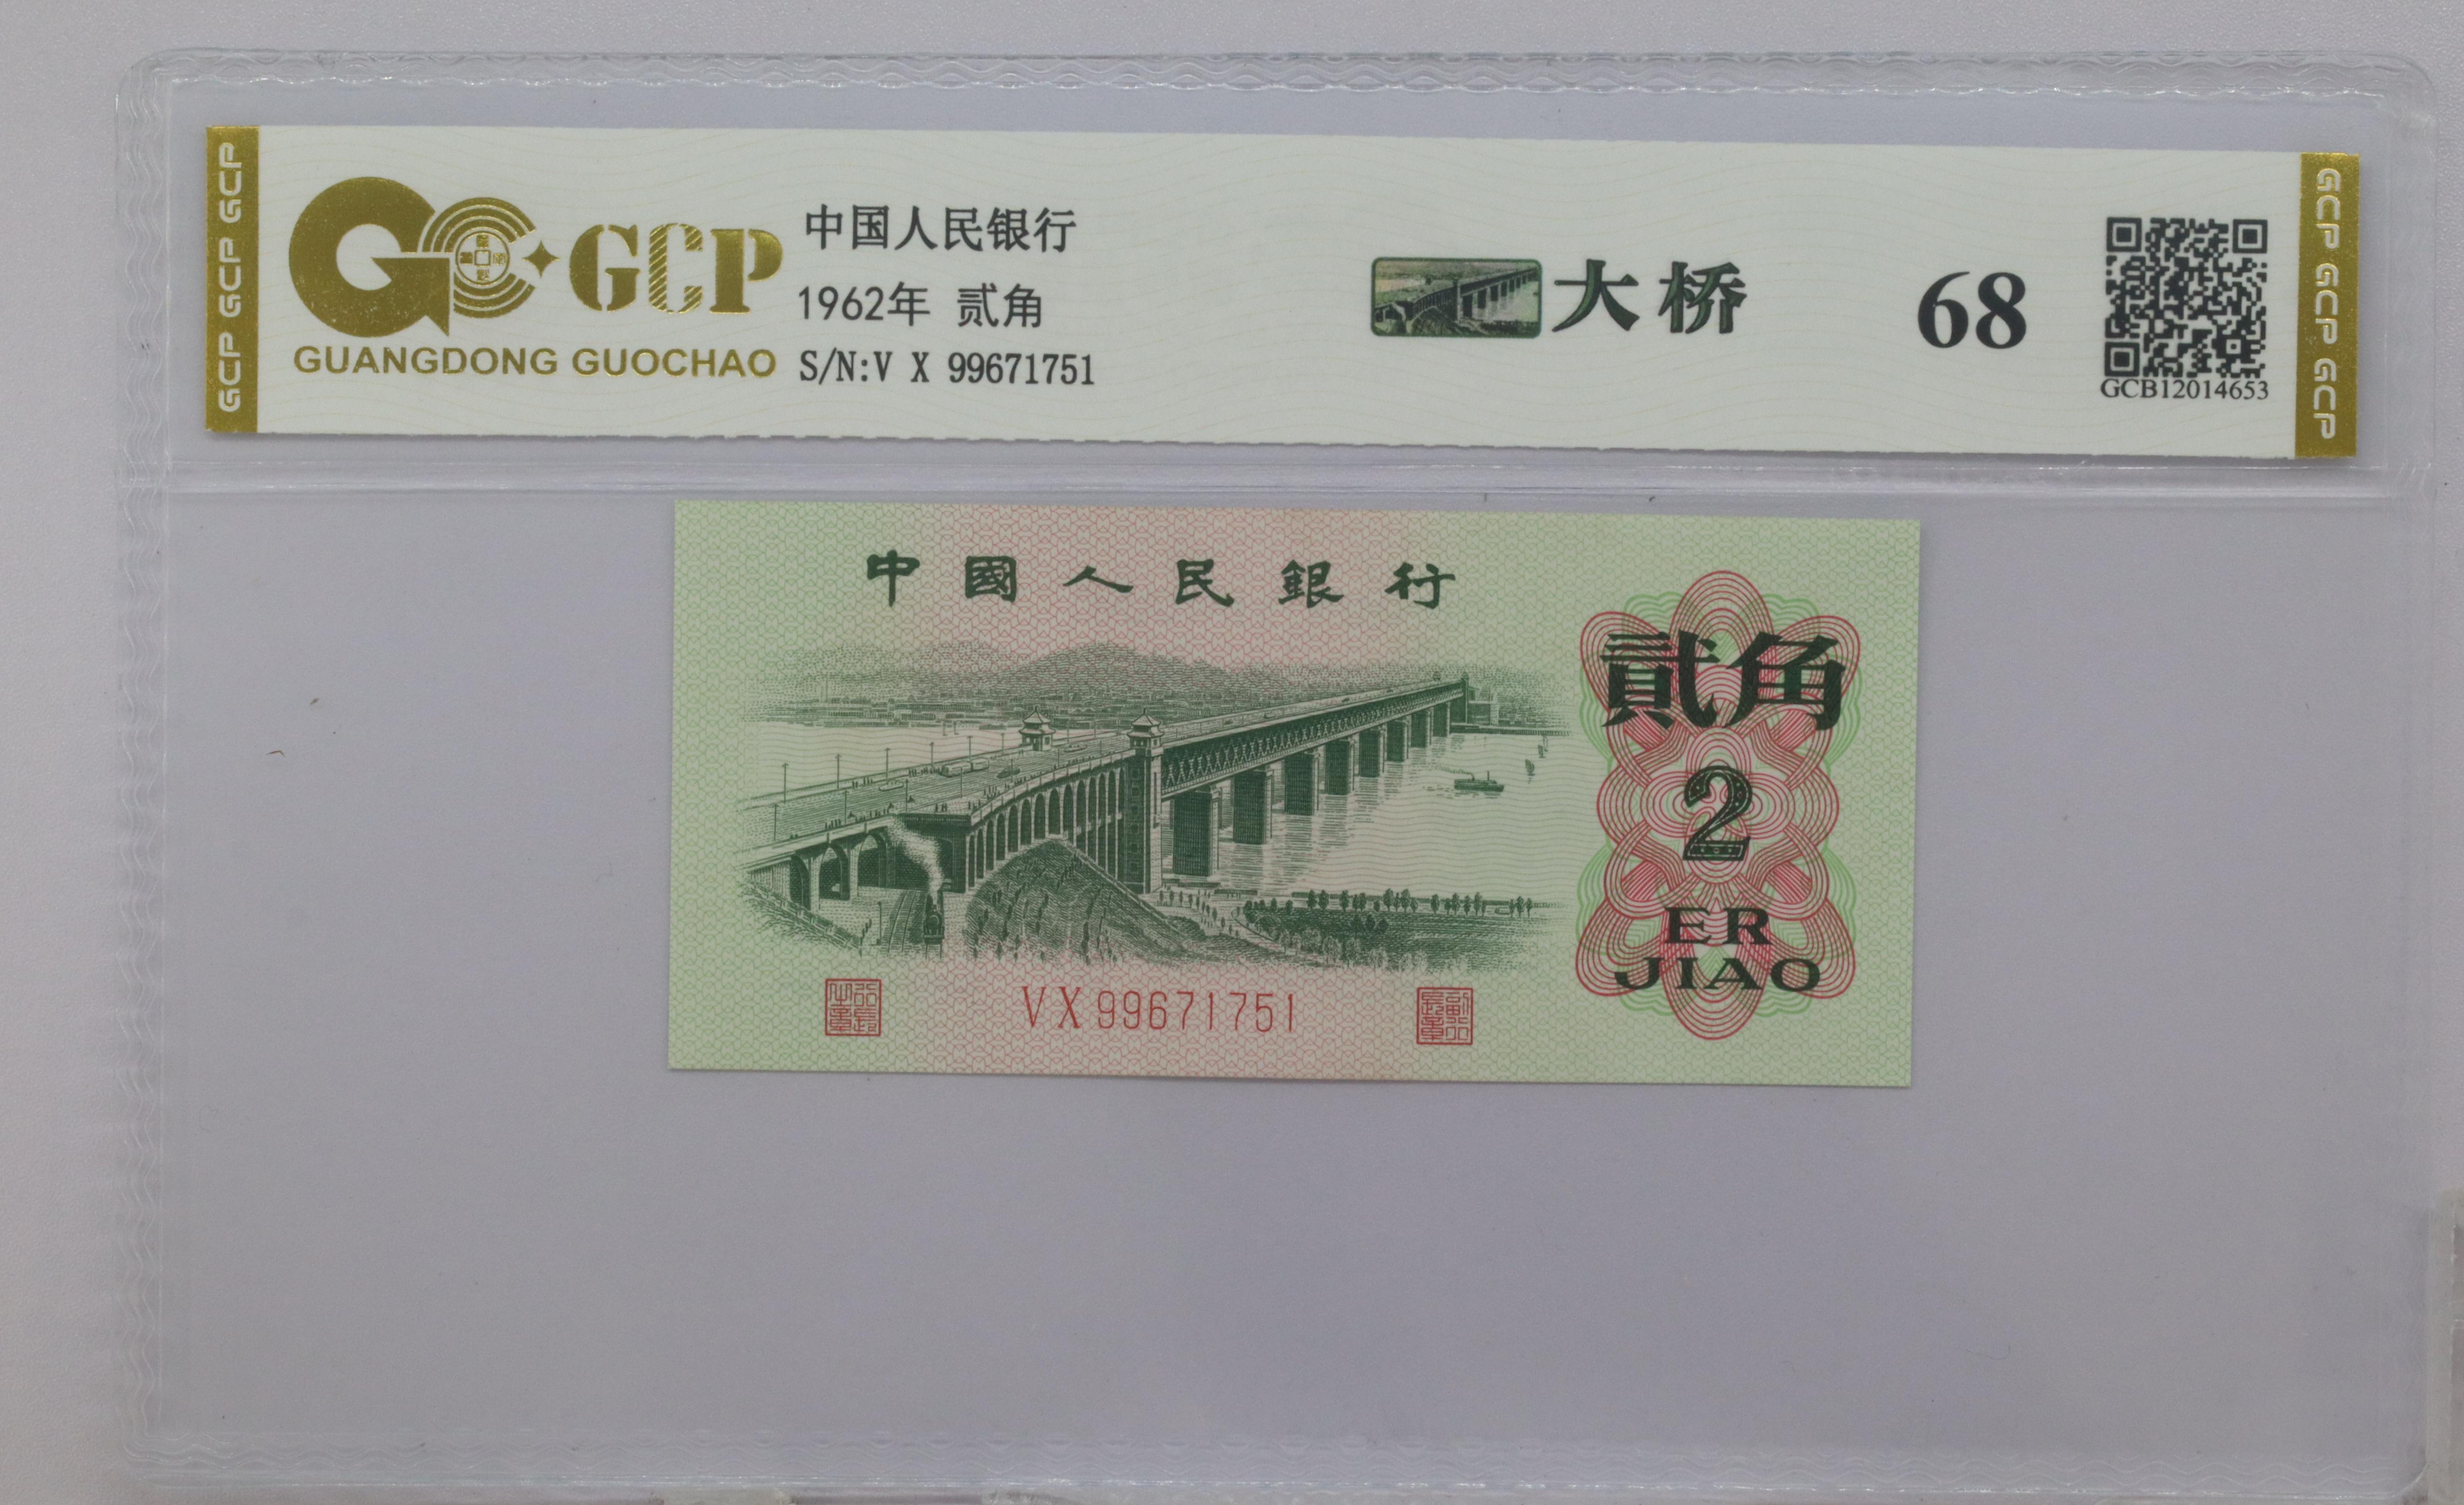 GCP GCP GCP
GCP
GUANGDONG GUOCHAO
中国人民银行
1962年 贰角
S/N:V X 99671751
大桥
68
GCB12014653
GCP GCP GCP
中國人民銀行
貳角
2
ER
JIAO
VX99671751